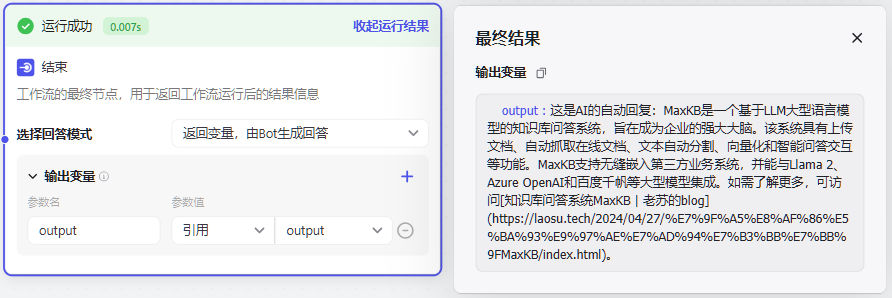 运行成功 0.007s 收起运行结果
结束
工作流的最终节点，用于返回工作流运行后的结果信息
选择回答模式 返回变量，由Bot生成回答
输出变量
参数名 参数值
output 引用 output
最终结果
输出变量
output：这是AI的自动回复：MaxKB是一个基于LLM大型语言模
型的知识库问答系统，旨在成为企业的强大大脑。该系统具有上传
文档、自动抓取在线文档、文本自动分割、向量化和智能问答交互
等功能。MaxKB支持无缝嵌入第三方业务系统，并能与Llama 2、
Azure OpenAI和百度千帆等大型模型集成。如需了解更多，可访
问[知识库问答系统MaxKB | 老苏的blog]
(https://laosu.tech/2024/04/27/%E7%9F%A5%E8%AF%86%E5
%BA%93%E9%97%AE%E7%AD%94%E7%B3%BB%E7%BB%
9FMaxKB/index.html)。